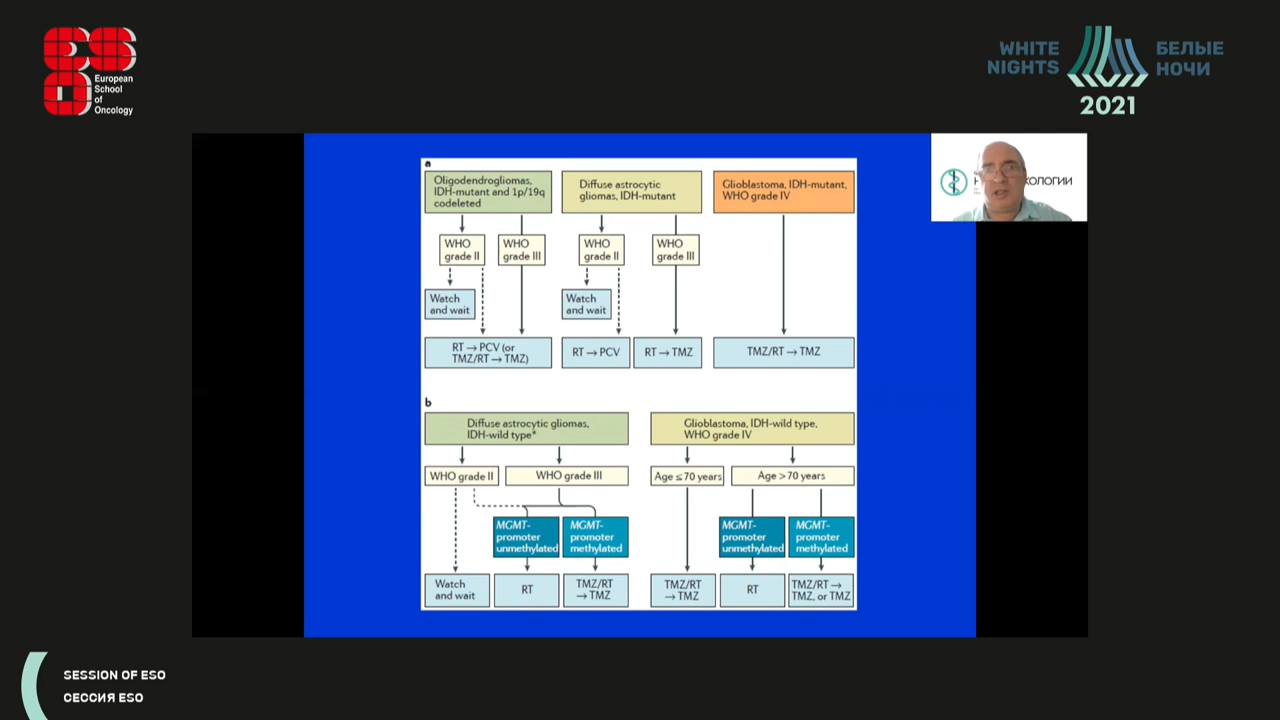 European
School
of
Oncology
WHITE
NIGHTS
БЕЛЫЕ
НОЧИ
2021
КОЛОГИИ
a
Oligodendrogliomas,
IDH-mutant and 1p/19q
codeleted
Diffuse astrocytic
gliomas, IDH-mutant
Glioblastoma, IDH-mutant,
WHO grade IV
WHO
grade II
WHO
grade III
WHO
grade II
WHO
grade III
Watch
and wait
Watch
and wait
RT → PCV (or
TMZ/RT → TMZ)
RT → PCV
RT → TMZ
TMZ/RT → TMZ
b
Diffuse astrocytic gliomas,
IDH-wild type*
Glioblastoma, IDH-wild type,
WHO grade IV
WHO grade II
WHO grade III
Age ≤ 70 years
Age > 70 years
MGMT-
promoter
unmethylated
MGMT-
promoter
methylated
MGMT-
promoter
unmethylated
MGMT-
promoter
methylated
Watch
and wait
RT
TMZ/RT
→ TMZ
TMZ/RT
→ TMZ
RT
TMZ/RT →
TMZ, or TMZ
SESSION OF ESO
СЕССИЯ ESO